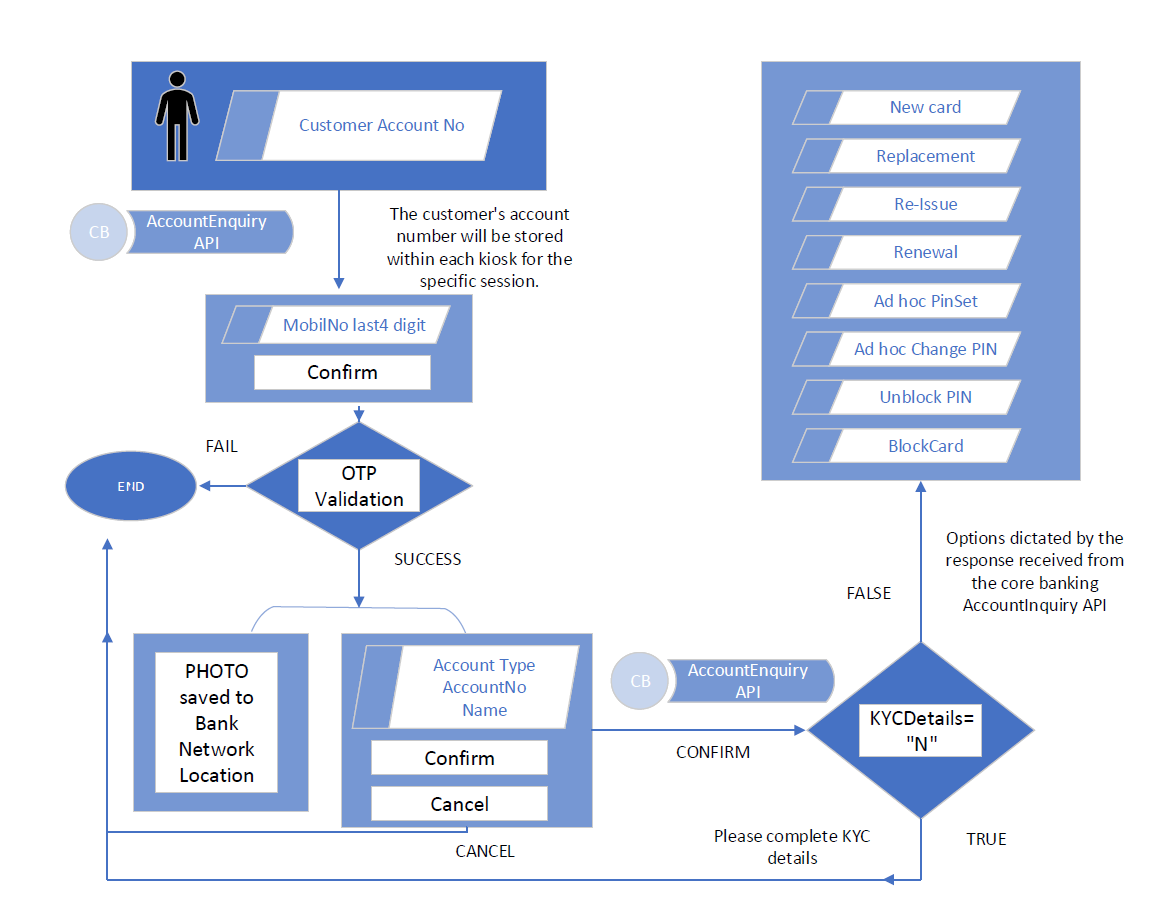 Customer Account No
CB
AccountEnquiry
API
The customer's account
number will be stored
within each kiosk for the
specific session.
MobilNo last4 digit
Confirm
FAIL
END
OTP
Validation
SUCCESS
PHOTO
saved to
Bank
Network
Location
Account Type
AccountNo
Name
Confirm
Cancel
CANCEL
CB
AccountEnquiry
API
CONFIRM
KYCDetails=
"N"
TRUE
Please complete KYC
details
FALSE
Options dictated by the
response received from
the core banking
AccountInquiry API
New card
Replacement
Re-Issue
Renewal
Ad hoc PinSet
Ad hoc Change PIN
Unblock PIN
BlockCard